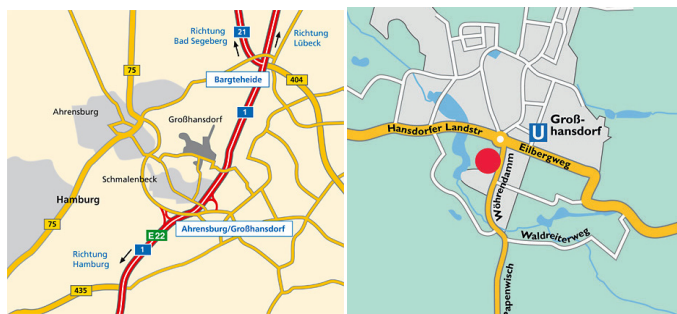 Richtung
Bad Segeberg
21
Richtung
Lübeck
75
Bargteheide
404
Ahrensburg
1
Großhansdorf
Schmalenbeck
Hamburg
75
E 22
Ahrensburg/Großhansdorf
1
Richtung
Hamburg
435
U
Groß-
hansdorf
Hansdorfer Landstr
Eilbergweg
Wöhrendamm
Waldreiterweg
Papenwisch